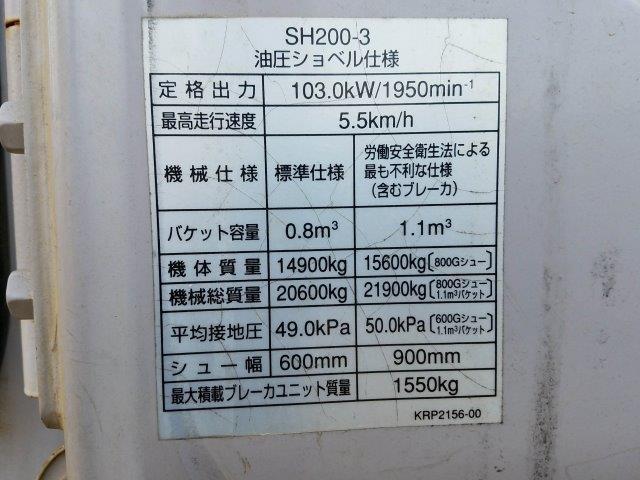 SH200-3
油圧ショベル仕様
定格出力 103.0kW/1950min⁻¹
最高走行速度 5.5km/h
機械仕様 標準仕様 労働安全衛生法による
最も不利な仕様
(含むブレーカ)
バケット容量 0.8m³ 1.1m³
機体質量 14900kg 15600kg〔800Gシュー〕
機械総質量 20600kg 21900kg〔800Gシュー
1.1m³バケット〕
平均接地圧 49.0kPa 50.0kPa〔600Gシュー
1.1m³バケット〕
シュー幅 600mm 900mm
最大積載ブレーカユニット質量 1550kg
KRP2156-00